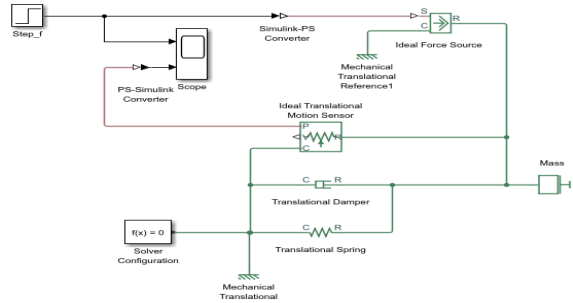 Step_f
Simulink-PS
Converter
S
R
C
Ideal Force Source
Mechanical
Translational
Reference1
Scope
PS-Simulink
Converter
Ideal Translational
Motion Sensor
P
R
C
Mass
C R
Translational Damper
f(x) = 0
Solver
Configuration
C R
Translational Spring
Mechanical
Translational